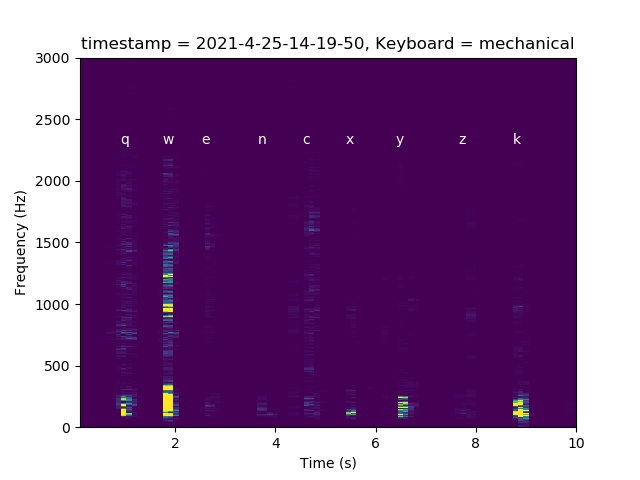 timestamp = 2021-4-25-14-19-50, Keyboard = mechanical
3000
2500
q w e n c x y z k
2000
1500
1000
500
0
2 4 6 8 10
Frequency (Hz)
Time (s)